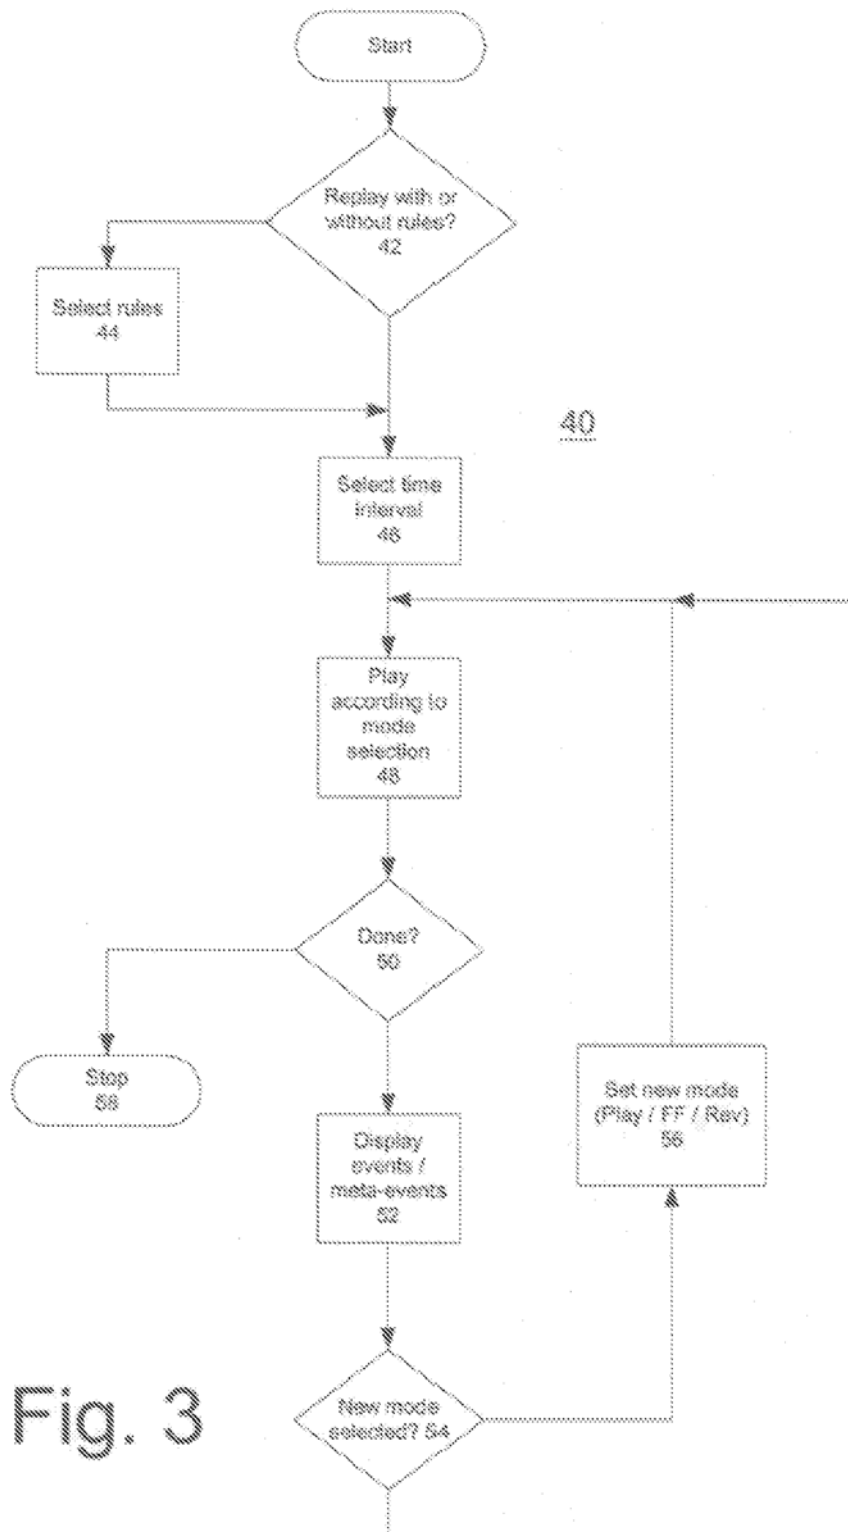 Start
Replay with or
without rules?
42
Select rules
44
40
Select time
interval
46
Play
according to
mode
selection
48
Done?
50
Stop
58
Set new mode
(Play / FF / Rev)
56
Display
events /
meta-events
52
New mode
selected? 54
Fig. 3